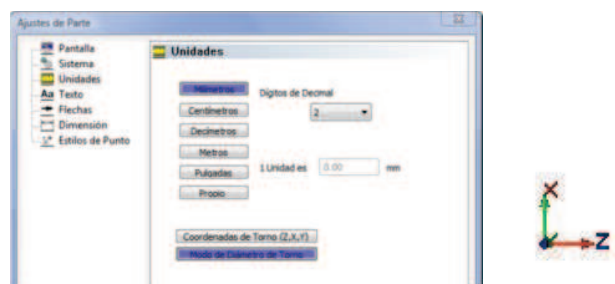 Ajustes de Parte
Pantalla
Sistema
Unidades
Aa Texto
Flechas
Dimensión
Estilos de Punto
Unidades
Milímetros
Centímetros
Decímetros
Metros
Pulgadas
Propio
Dígitos de Decimal
2
1 Unidad es 0.00 mm
Coordenadas de Torno (Z,X,Y)
Modo de Diámetro de Torno
X
Y
Z